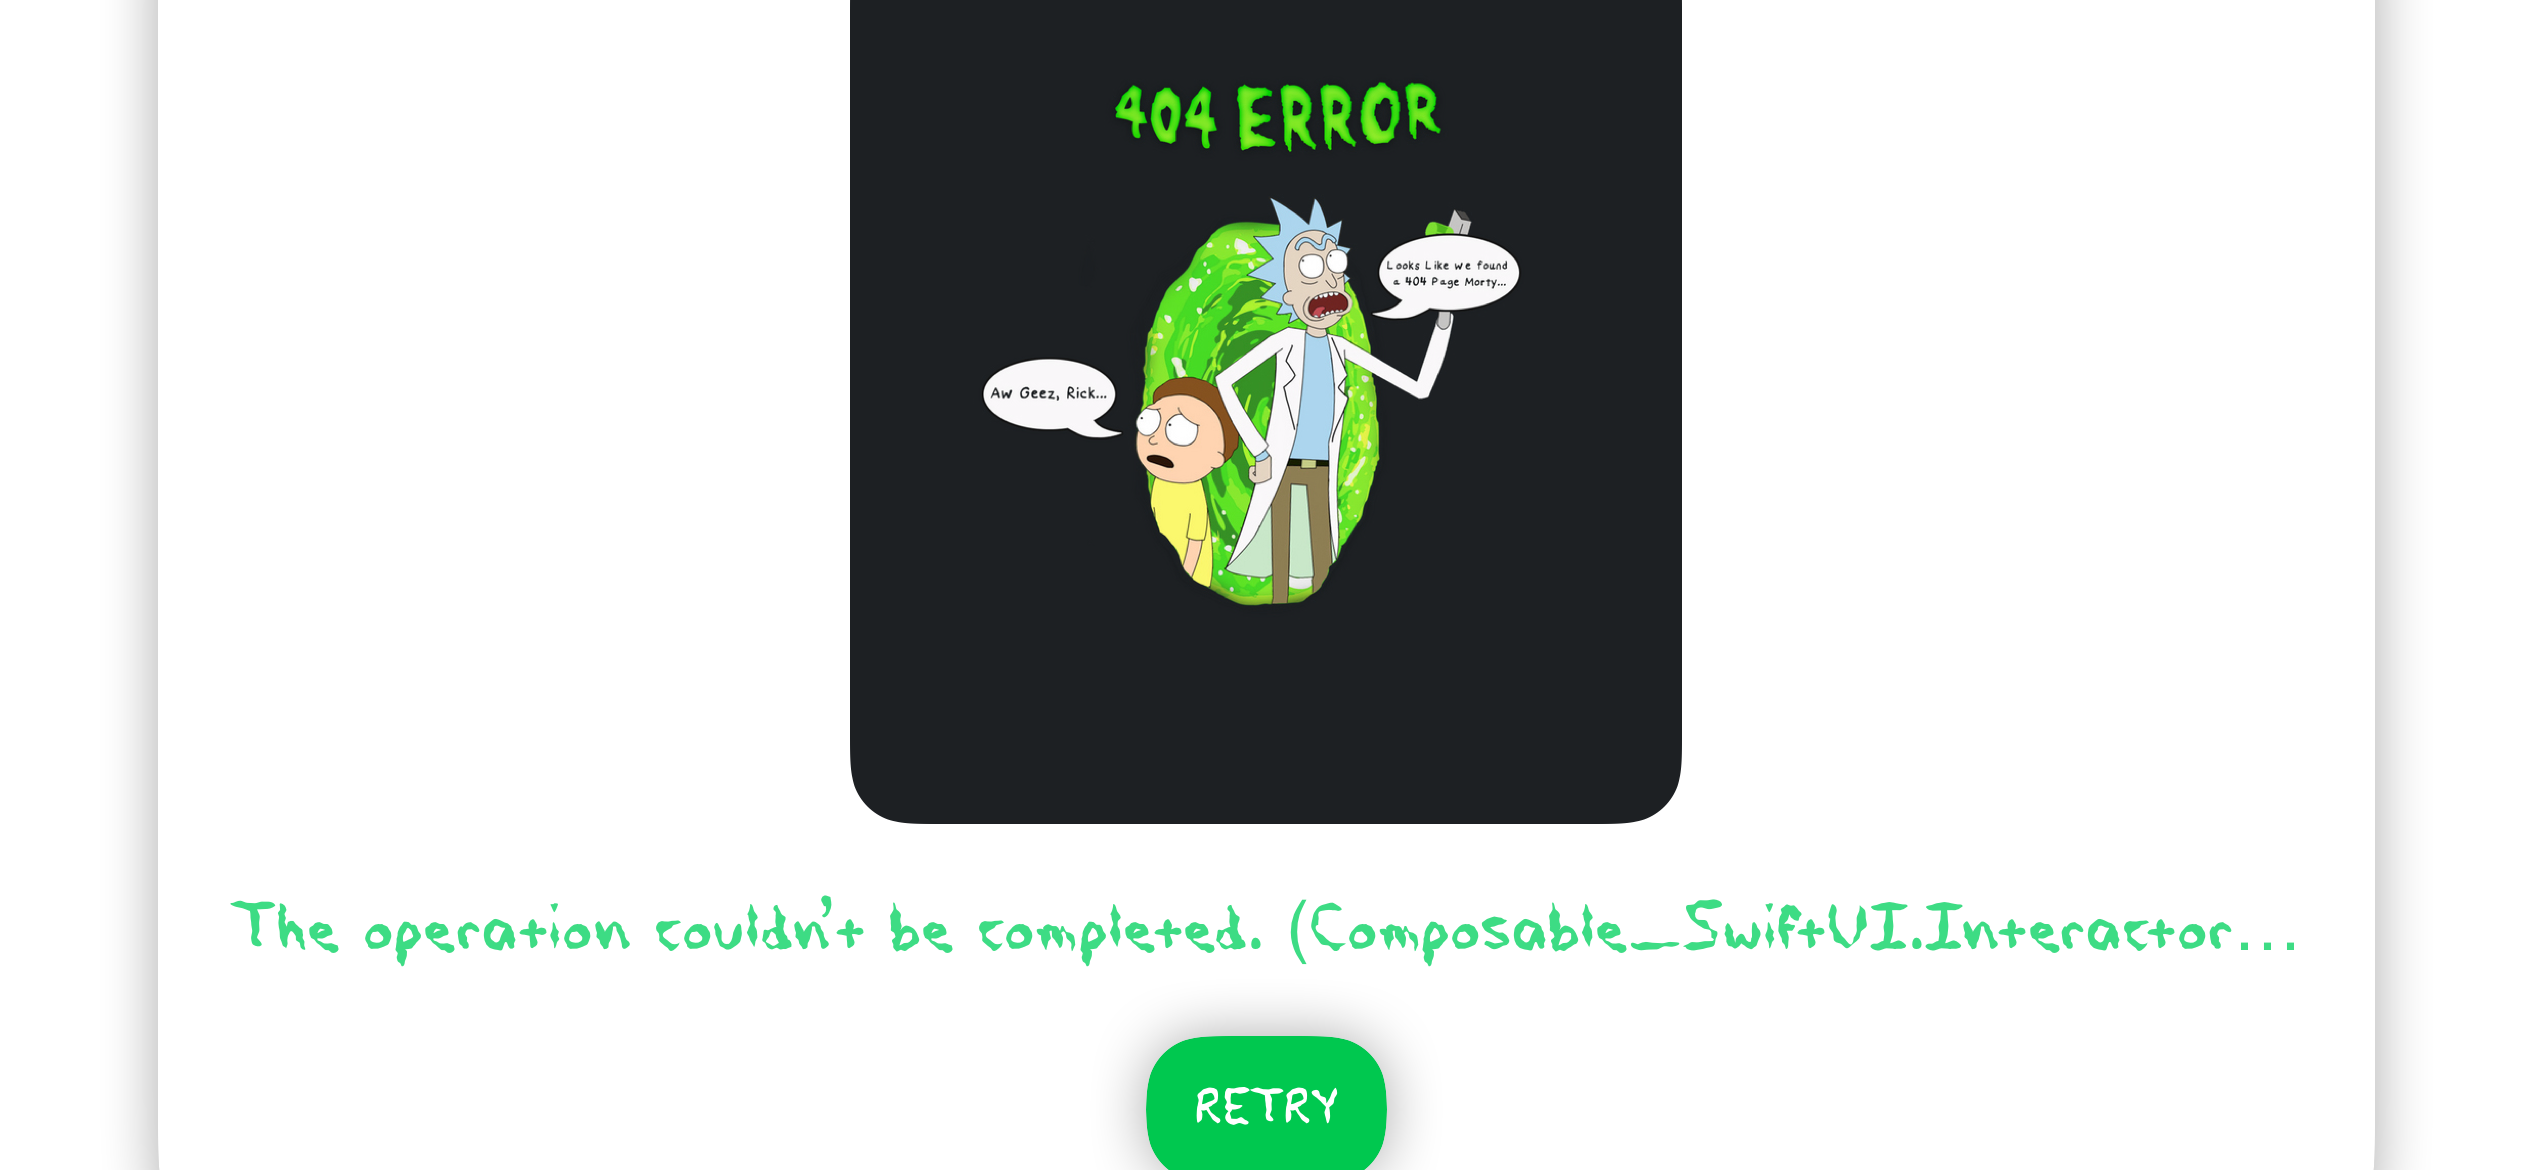 404 ERROR
Looks Like we found
a 404 Page Morty...
Aw Geez, Rick...
The operation couldn't be completed. (Composable_SwiftUI.Interactor...
RETRY